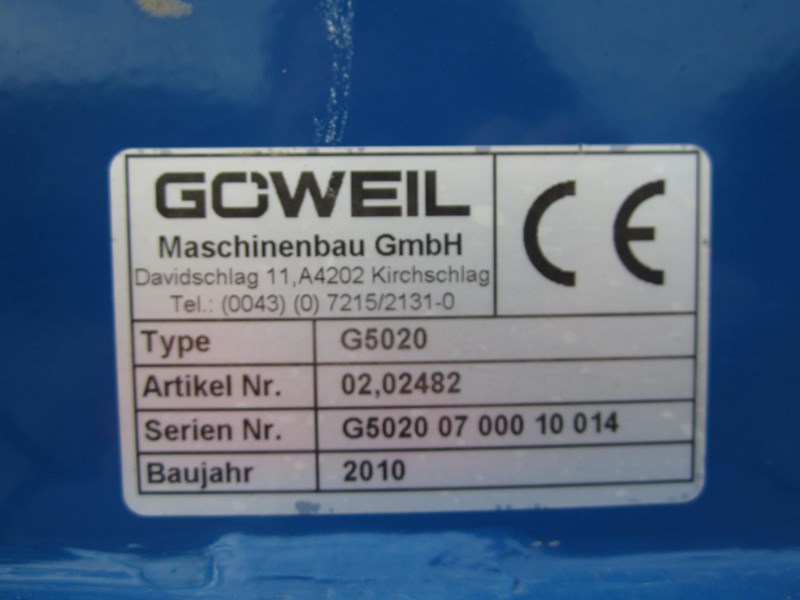 GÖWEIL
Maschinenbau GmbH
Davidschlag 11,A4202 Kirchschlag
Tel.: (0043) (0) 7215/2131-0
CE
Type G5020
Artikel Nr. 02,02482
Serien Nr. G5020 07 000 10 014
Baujahr 2010